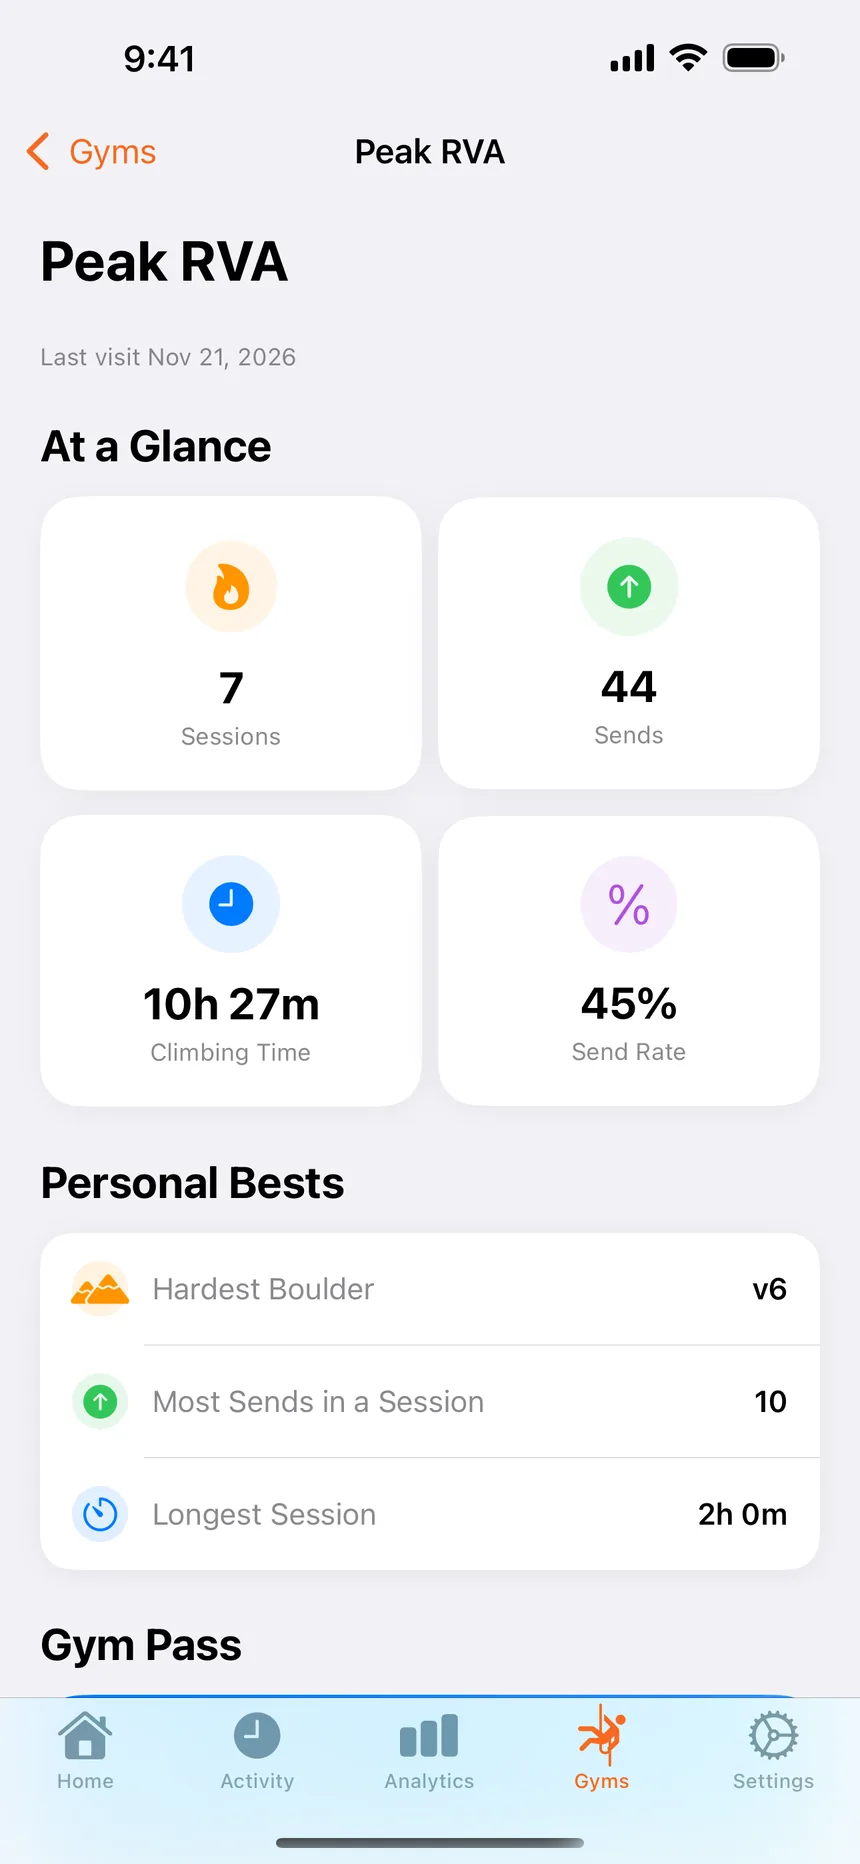 9:41
Gyms
Peak RVA
Peak RVA
Last visit Nov 21, 2026
At a Glance
7
Sessions
44
Sends
10h 27m
Climbing Time
%
45%
Send Rate
Personal Bests
Hardest Boulder v6
Most Sends in a Session 10
Longest Session 2h 0m
Gym Pass
Home Activity Analytics Gyms Settings